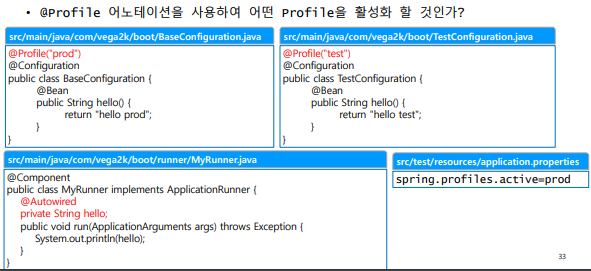 • @Profile 어노테이션을 사용하여 어떤 Profile을 활성화 할 것인가?
src/main/java/com/vega2k/boot/BaseConfiguration.java
@Profile("prod")
@Configuration
public class BaseConfiguration {
@Bean
public String hello() {
return "hello prod";
}
}
src/main/java/com/vega2k/boot/TestConfiguration.java
@Profile("test")
@Configuration
public class TestConfiguration {
@Bean
public String hello() {
return "hello test";
}
}
src/main/java/com/vega2k/boot/runner/MyRunner.java
@Component
public class MyRunner implements ApplicationRunner {
@Autowired
private String hello;
public void run(ApplicationArguments args) throws Exception {
System.out.println(hello);
}
}
src/test/resources/application.properties
spring.profiles.active=prod
33